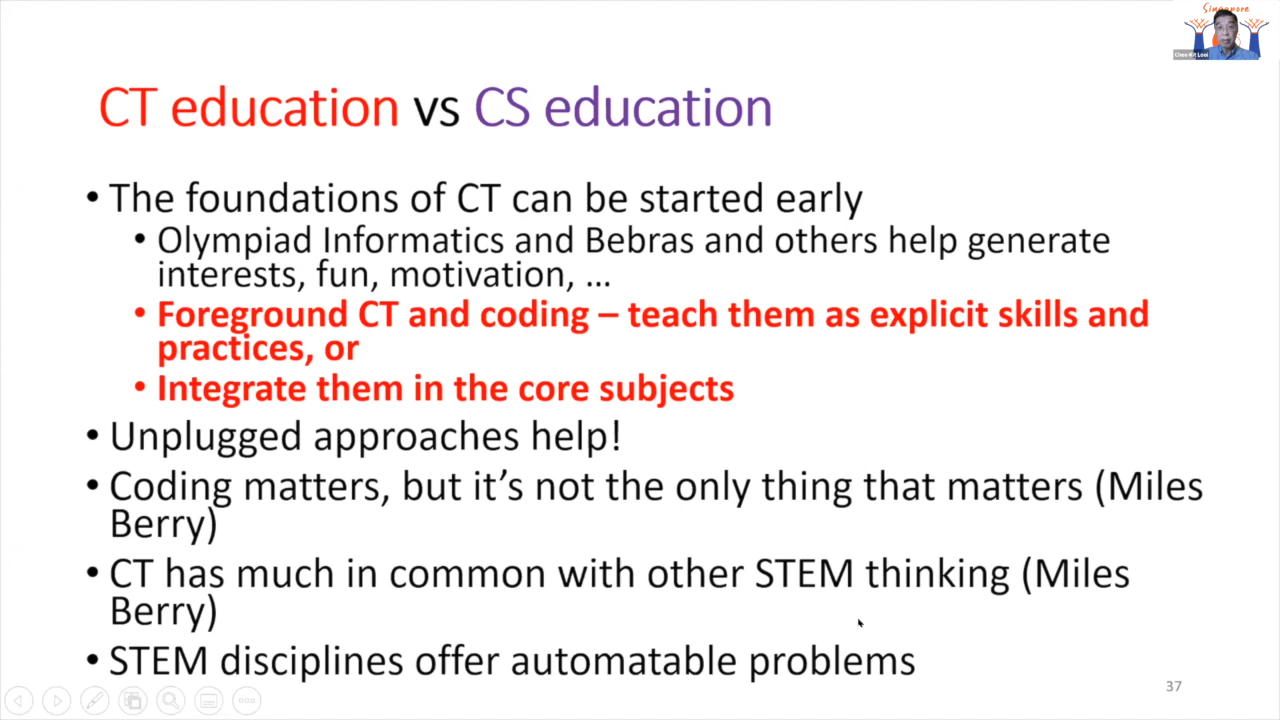 Singapore
Chee-Kit Looi
CT education vs CS education
• The foundations of CT can be started early
• Olympiad Informatics and Bebras and others help generate
interests, fun, motivation, …
• Foreground CT and coding – teach them as explicit skills and
practices, or
• Integrate them in the core subjects
• Unplugged approaches help!
• Coding matters, but it’s not the only thing that matters (Miles
Berry)
• CT has much in common with other STEM thinking (Miles
Berry)
• STEM disciplines offer automatable problems
37